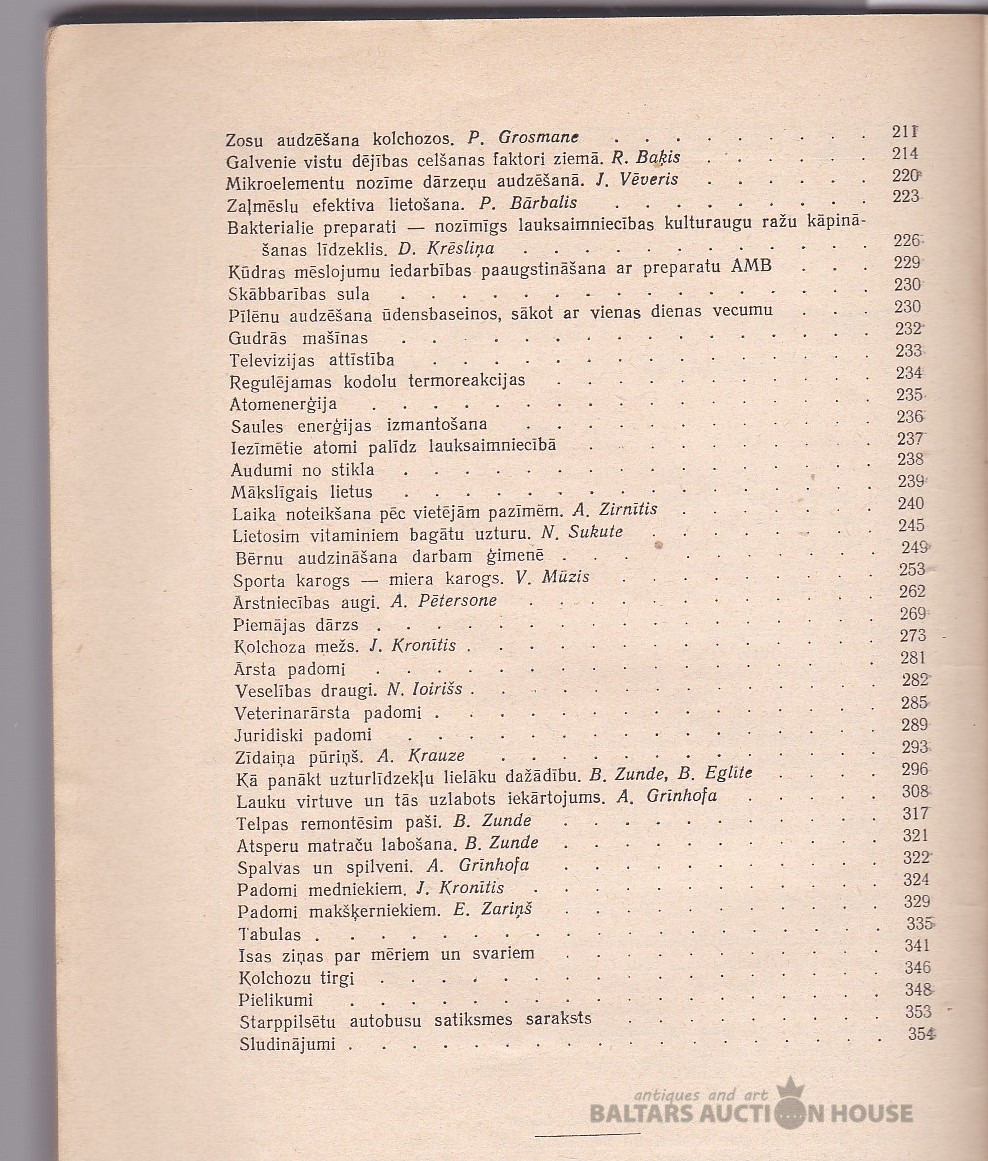 Zosu audzēšana kolchozos. P. Grosmane . . . . . . . . . 211
Galvenie vistu dējības celšanas faktori ziemā. R. Baķis . . . . . . 214
Mikroelementu nozīme dārzeņu audzēšanā. J. Vēveris . . . . . . 220
Zaļmēslu efektiva lietošana. P. Bārbalis . . . . . . . . . 223
Bakterialie preparati — nozīmīgs lauksaimniecības kulturaugu ražu kāpinā-
šanas līdzeklis. D. Krēsliņa . . . . . . . . . . . 226
Kūdras mēslojumu iedarbības paaugstināšana ar preparatu AMB . . . 229
Skābbarības sula . . . . . . . . . . . . . . . 230
Pīlēnu audzēšana ūdensbaseinos, sākot ar vienas dienas vecumu . . . 230
Gudrās mašīnas . . . . . . . . . . . . . . . 232
Televizijas attīstība . . . . . . . . . . . . . . 233
Regulējamas kodolu termoreakcijas . . . . . . . . . . 234
Atomenerģija . . . . . . . . . . . . . . . . 235
Saules enerģijas izmantošana . . . . . . . . . . . 236
Iezīmētie atomi palīdz lauksaimniecībā . . . . . . . . . 237
Audumi no stikla . . . . . . . . . . . . . . . 238
Mākslīgais lietus . . . . . . . . . . . . . . . 239
Laika noteikšana pēc vietējām pazīmēm. A. Zirnītis . . . . . . 240
Lietosim vitaminiem bagātu uzturu. N. Sukute . . . . . . . . 245
Bērnu audzināšana darbam ģimenē . . . . . . . . . . 249
Sporta karogs — miera karogs. V. Mūzis . . . . . . . . 253
Ārstniecības augi. A. Pētersone . . . . . . . . . . . 262
Piemājas dārzs . . . . . . . . . . . . . . . . 269
Kolchoza mežs. J. Kronītis . . . . . . . . . . . . . 273
Ārsta padomi . . . . . . . . . . . . . . . . 281
Veselības draugi. N. Ioirišs . . . . . . . . . . . . . 282
Veterinarārsta padomi . . . . . . . . . . . . . . 285
Juridiski padomi . . . . . . . . . . . . . . . 289
Zīdaiņa pūriņš. A. Krauze . . . . . . . . . . . . 293
Kā panākt uzturlīdzekļu lielāku dažādību. B. Zunde, B. Eglīte . . . . 296
Lauku virtuve un tās uzlabots iekārtojums. A. Grīnhofa . . . . . 308
Telpas remontēsim paši. B. Zunde . . . . . . . . . . 317
Atsperu matraču labošana. B. Zunde . . . . . . . . . . 321
Spalvas un spilveni. A. Grīnhofa . . . . . . . . . . 322
Padomi medniekiem. J. Kronītis . . . . . . . . . . . 324
Padomi makšķerniekiem. E. Zariņš . . . . . . . . . . 329
Tabulas . . . . . . . . . . . . . . . . . . 335
Isas ziņas par mēriem un svariem . . . . . . . . . . 341
Kolchozu tirgi . . . . . . . . . . . . . . . . 346
Pielikumi . . . . . . . . . . . . . . . . . 348
Starppilsētu autobusu satiksmes saraksts . . . . . . . . 353
Sludinājumi . . . . . . . . . . . . . . . . . 354
antiques and art
BALTARS AUCTION HOUSE